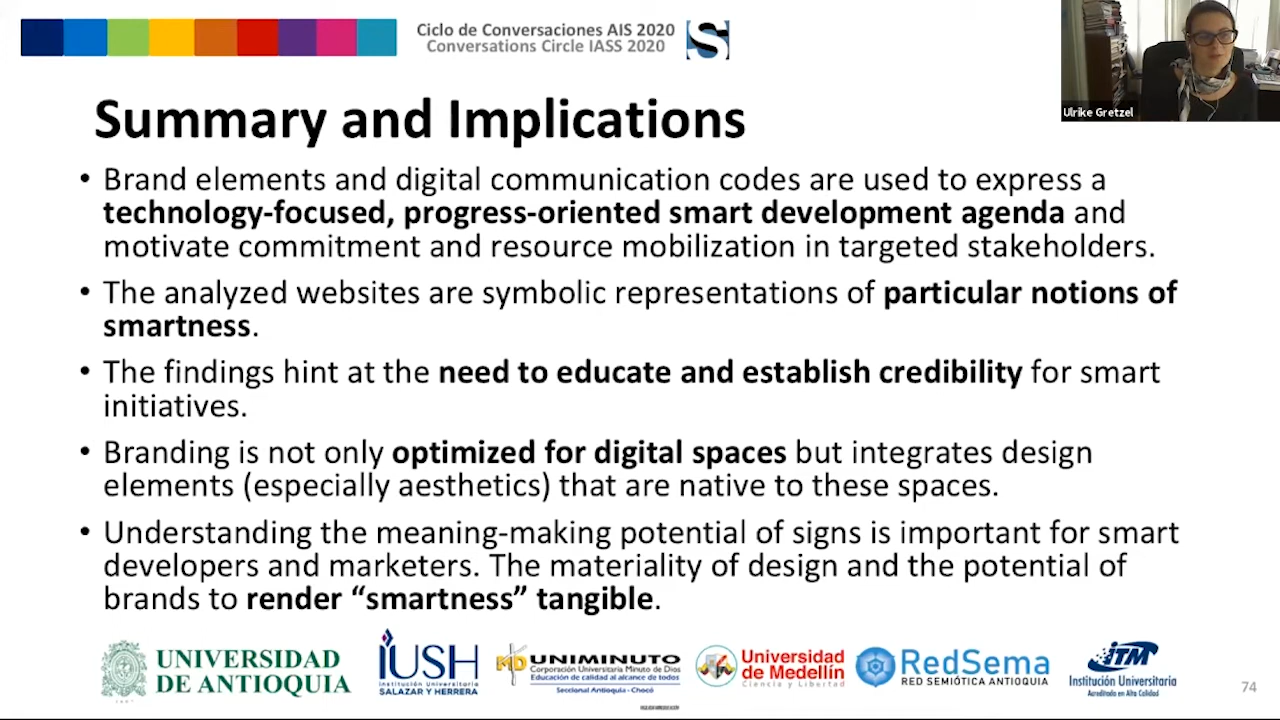 Ciclo de Conversaciones AIS 2020
Conversations Circle IASS 2020
S
Ulrike Gretzel
Summary and Implications
• Brand elements and digital communication codes are used to express a
technology-focused, progress-oriented smart development agenda and
motivate commitment and resource mobilization in targeted stakeholders.
• The analyzed websites are symbolic representations of particular notions of
smartness.
• The findings hint at the need to educate and establish credibility for smart
initiatives.
• Branding is not only optimized for digital spaces but integrates design
elements (especially aesthetics) that are native to these spaces.
• Understanding the meaning-making potential of signs is important for smart
developers and marketers. The materiality of design and the potential of
brands to render “smartness” tangible.
UNIVERSIDAD
DE ANTIOQUIA
IUSH
Institución Universitaria
SALAZAR Y HERRERA
MD UNIMINUTO
Corporación Universitaria Minuto de Dios
Educación de calidad al alcance de todos
Seccional Antioquia - Chocó
Universidad
de Medellín
Ciencia y Libertad
RedSema
RED SEMIÓTICA ANTIOQUIA
ITM
Institución Universitaria
Acreditada en Alta Calidad
74